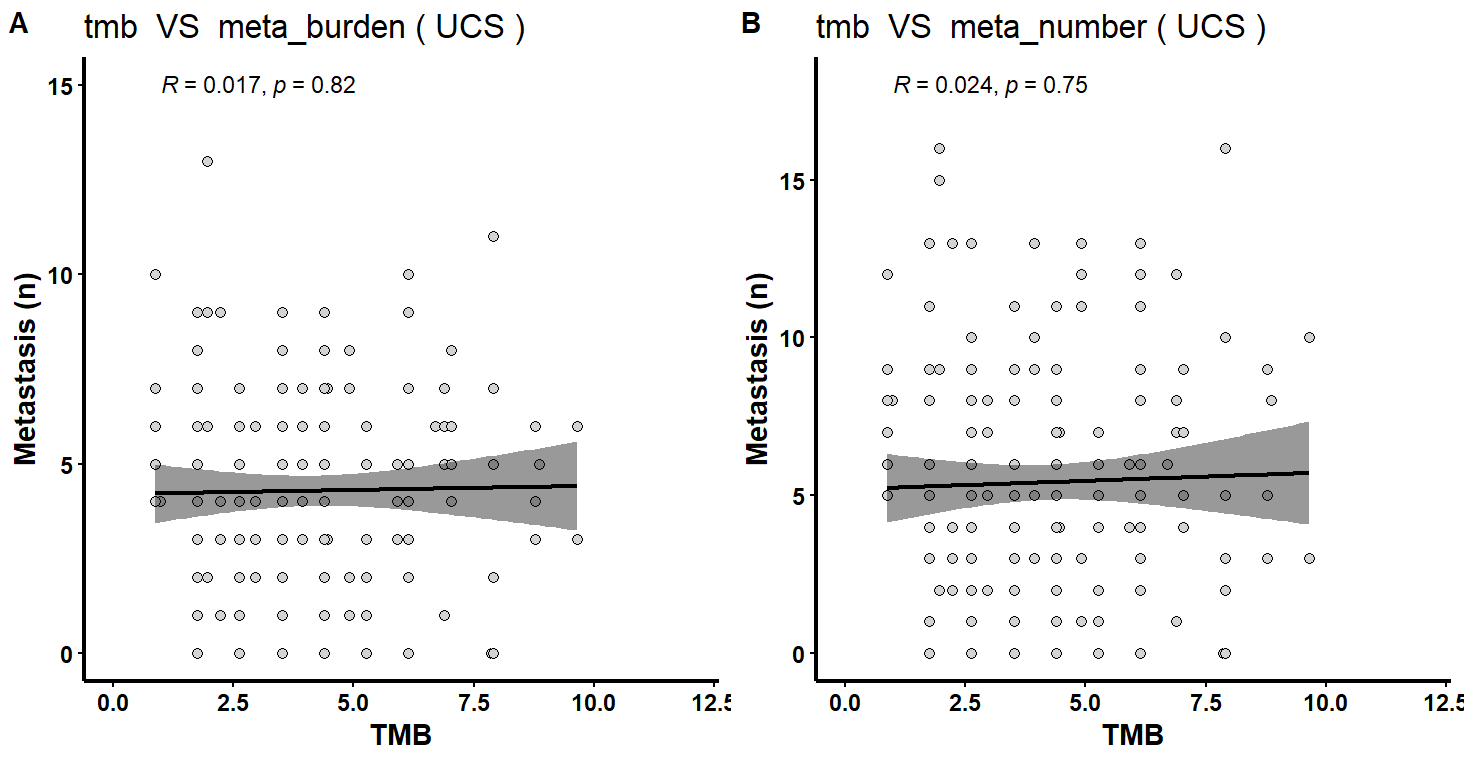 A
tmb VS meta_burden ( UCS )
R = 0.017, p = 0.82
15
10
5
0
Metastasis (n)
0.0 2.5 5.0 7.5 10.0 12.5
TMB
B
tmb VS meta_number ( UCS )
R = 0.024, p = 0.75
15
10
5
0
Metastasis (n)
0.0 2.5 5.0 7.5 10.0 12.5
TMB